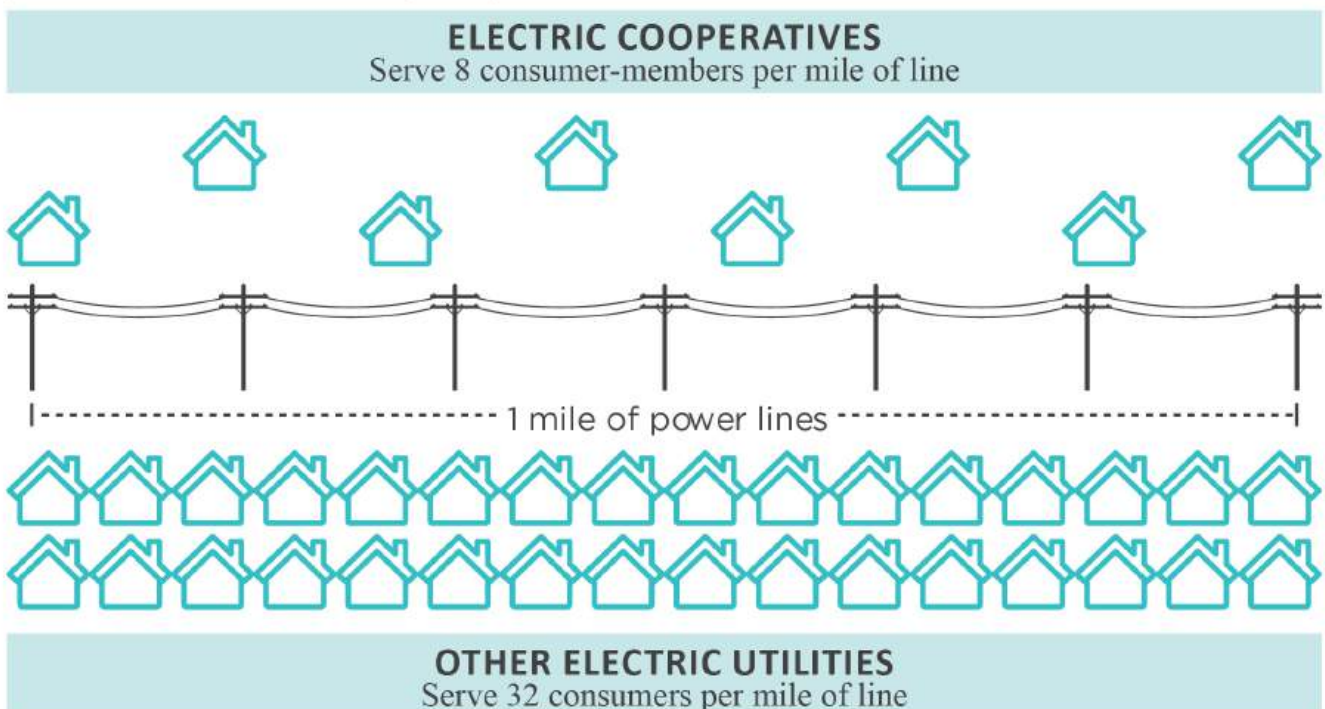 ELECTRIC COOPERATIVES
Serve 8 consumer-members per mile of line
1 mile of power lines
OTHER ELECTRIC UTILITIES
Serve 32 consumers per mile of line